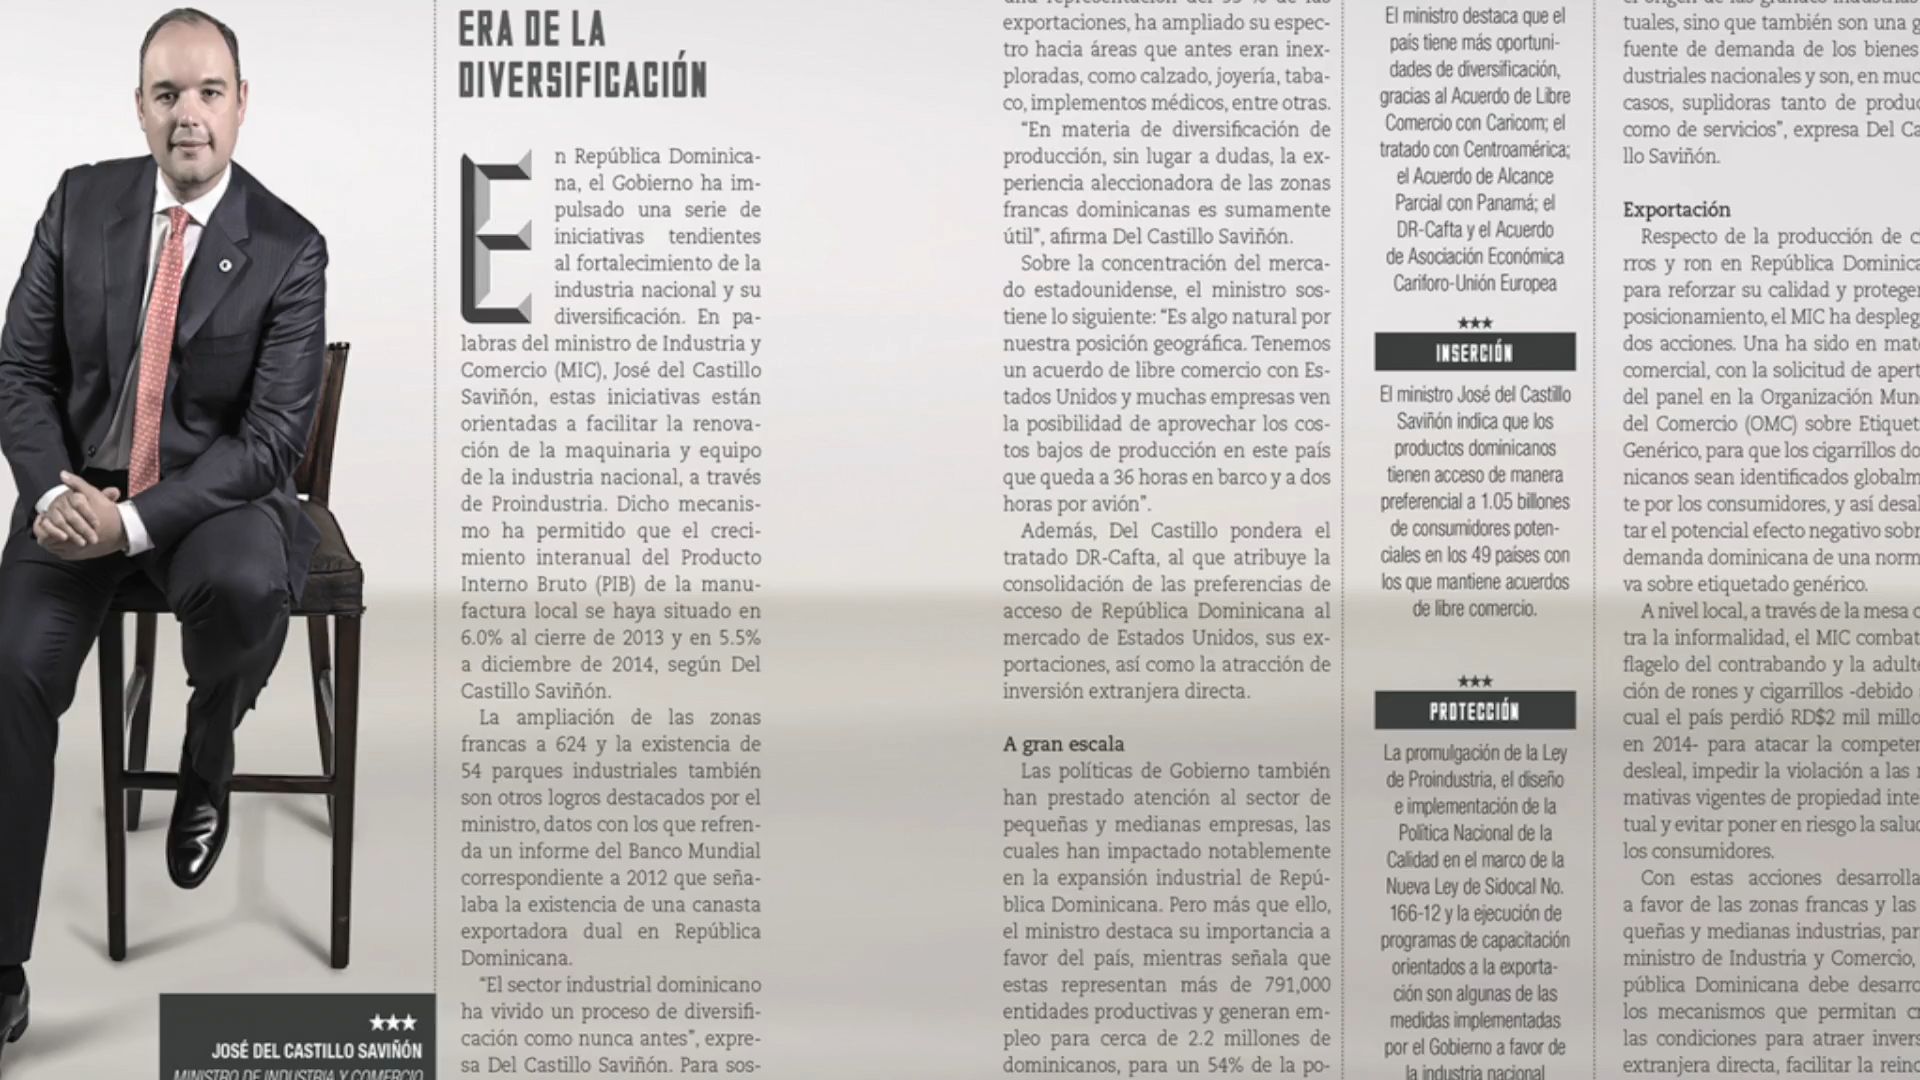 ERA DE LA
DIVERSIFICACIÓN
En República Dominica-
na, el Gobierno ha im-
pulsado una serie de
iniciativas tendientes
al fortalecimiento de la
industria nacional y su
diversificación. En pa-
labras del ministro de Industria y
Comercio (MIC), José del Castillo
Saviñón, estas iniciativas están
orientadas a facilitar la renova-
ción de la maquinaria y equipo
de la industria nacional, a través
de Proindustria. Dicho mecanis-
mo ha permitido que el creci-
miento interanual del Producto
Interno Bruto (PIB) de la manu-
factura local se haya situado en
6.0% al cierre de 2013 y en 5.5%
a diciembre de 2014, según Del
Castillo Saviñón.
La ampliación de las zonas
francas a 624 y la existencia de
54 parques industriales también
son otros logros destacados por el
ministro, datos con los que refren-
da un informe del Banco Mundial
correspondiente a 2012 que seña-
laba la existencia de una canasta
exportadora dual en República
Dominicana.
“El sector industrial dominicano
ha vivido un proceso de diversifi-
cación como nunca antes”, expre-
sa Del Castillo Saviñón. Para sos-
JOSÉ DEL CASTILLO SAVIÑÓN
MINISTRO DE INDUSTRIA Y COMERCIO
exportaciones, ha ampliado su espec-
tro hacia áreas que antes eran inex-
ploradas, como calzado, joyería, taba-
co, implementos médicos, entre otras.
“En materia de diversificación de
producción, sin lugar a dudas, la ex-
periencia aleccionadora de las zonas
francas dominicanas es sumamente
útil”, afirma Del Castillo Saviñón.
Sobre la concentración del merca-
do estadounidense, el ministro sos-
tiene lo siguiente: “Es algo natural por
nuestra posición geográfica. Tenemos
un acuerdo de libre comercio con Es-
tados Unidos y muchas empresas ven
la posibilidad de aprovechar los cos-
tos bajos de producción en este país
que queda a 36 horas en barco y a dos
horas por avión”.
Además, Del Castillo pondera el
tratado DR-Cafta, al que atribuye la
consolidación de las preferencias de
acceso de República Dominicana al
mercado de Estados Unidos, sus ex-
portaciones, así como la atracción de
inversión extranjera directa.
A gran escala
Las políticas de Gobierno también
han prestado atención al sector de
pequeñas y medianas empresas, las
cuales han impactado notablemente
en la expansión industrial de Repú-
blica Dominicana. Pero más que ello,
el ministro destaca su importancia a
favor del país, mientras señala que
estas representan más de 791,000
entidades productivas y generan em-
pleo para cerca de 2.2 millones de
dominicanos, para un 54% de la po-
El ministro destaca que el
país tiene más oportuni-
dades de diversificación,
gracias al Acuerdo de Libre
Comercio con Caricom; el
tratado con Centroamérica;
el Acuerdo de Alcance
Parcial con Panamá; el
DR-Cafta y el Acuerdo
de Asociación Económica
Cariforo-Unión Europea
INSERCIÓN
El ministro José del Castillo
Saviñón indica que los
productos dominicanos
tienen acceso de manera
preferencial a 1.05 billones
de consumidores poten-
ciales en los 49 países con
los que mantiene acuerdos
de libre comercio.
PROTECCIÓN
La promulgación de la Ley
de Proindustria, el diseño
e implementación de la
Política Nacional de la
Calidad en el marco de la
Nueva Ley de Sidocal No.
166-12 y la ejecución de
programas de capacitación
orientados a la exporta-
ción son algunas de las
medidas implementadas
por el Gobierno a favor de
la industria nacional
tuales, sino que también son una g
fuente de demanda de los bienes
dustriales nacionales y son, en muc
casos, suplidoras tanto de produc
como de servicios”, expresa Del Ca
llo Saviñón.
Exportación
Respecto de la producción de c
rros y ron en República Dominica
para reforzar su calidad y proteger
posicionamiento, el MIC ha despleg
dos acciones. Una ha sido en mate
comercial, con la solicitud de apert
del panel en la Organización Mun
del Comercio (OMC) sobre Etiquet
Genérico, para que los cigarrillos do
nicanos sean identificados globalm
te por los consumidores, y así desal
tar el potencial efecto negativo sobr
demanda dominicana de una norm
va sobre etiquetado genérico.
A nivel local, a través de la mesa c
tra la informalidad, el MIC combat
flagelo del contrabando y la adulte
ción de rones y cigarrillos -debido
cual el país perdió RD$2 mil millo
en 2014- para atacar la competen
desleal, impedir la violación a las
mativas vigentes de propiedad inte
tual y evitar poner en riesgo la salud
los consumidores.
Con estas acciones desarrolla
a favor de las zonas francas y las
queñas y medianas industrias, par
ministro de Industria y Comercio,
pública Dominicana debe desarro
los mecanismos que permitan cr
las condiciones para atraer invers
extranjera directa, facilitar la reinc